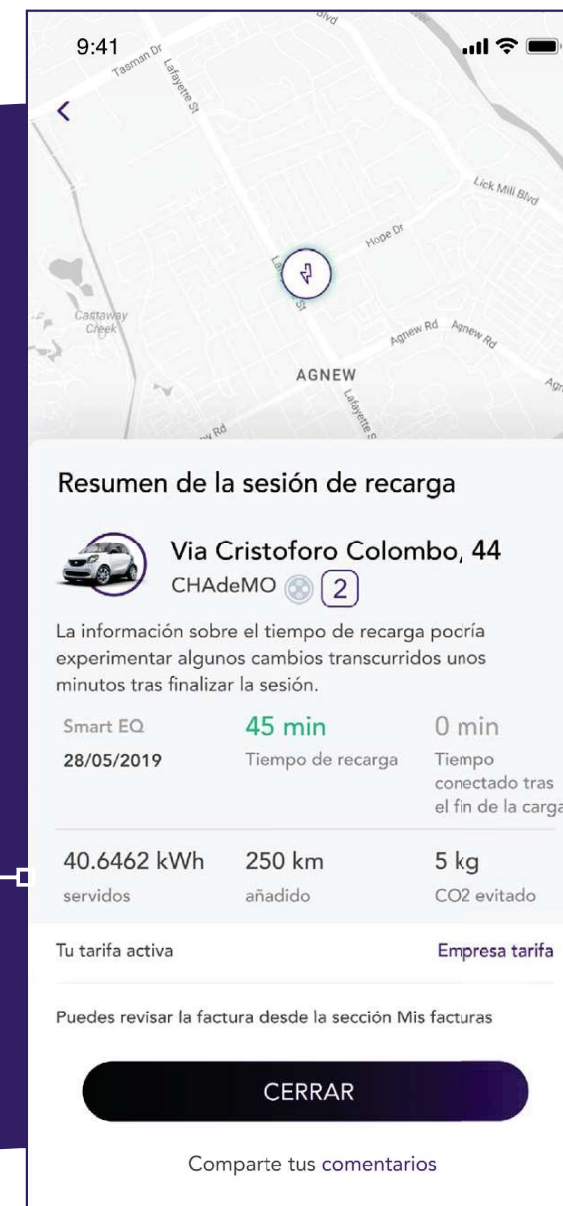 9:41
Blvd
Tasman Dr
Lafayette St
Lick Mill Blvd
Hope Dr
Castaway
Creek
Agnew Rd Agnew Rd
AGNEW
Lafayette S
Resumen de la sesión de recarga
Via Cristoforo Colombo, 44
CHAdeMO 2
La información sobre el tiempo de recarga pocría
experimentar algunos cambios transcurridos unos
minutos tras finalizar la sesión.
Smart EQ 45 min 0 min
28/05/2019 Tiempo de recarga Tiempo
conectado tras
el fin de la carga
40.6462 kWh 250 km 5 kg
servidos añadido CO2 evitado
Tu tarifa activa Empresa tarifa
Puedes revisar la factura desde la sección Mis facturas
CERRAR
Comparte tus comentarios